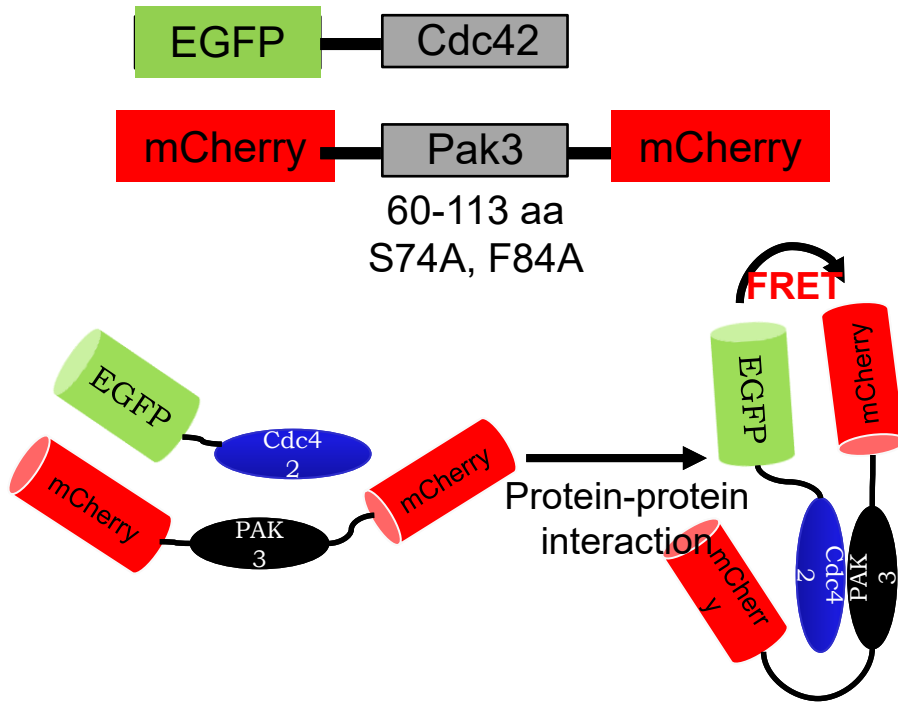 EGFP
Cdc42
mCherry
Pak3
mCherry
60-113 aa
S74A, F84A
FRET
EGFP
Cdc4
2
mCherry
PAK
3
mCherry
Protein-protein
interaction
EGFP
mCherry
Cdc4
2
PAK
3
mCherr
y